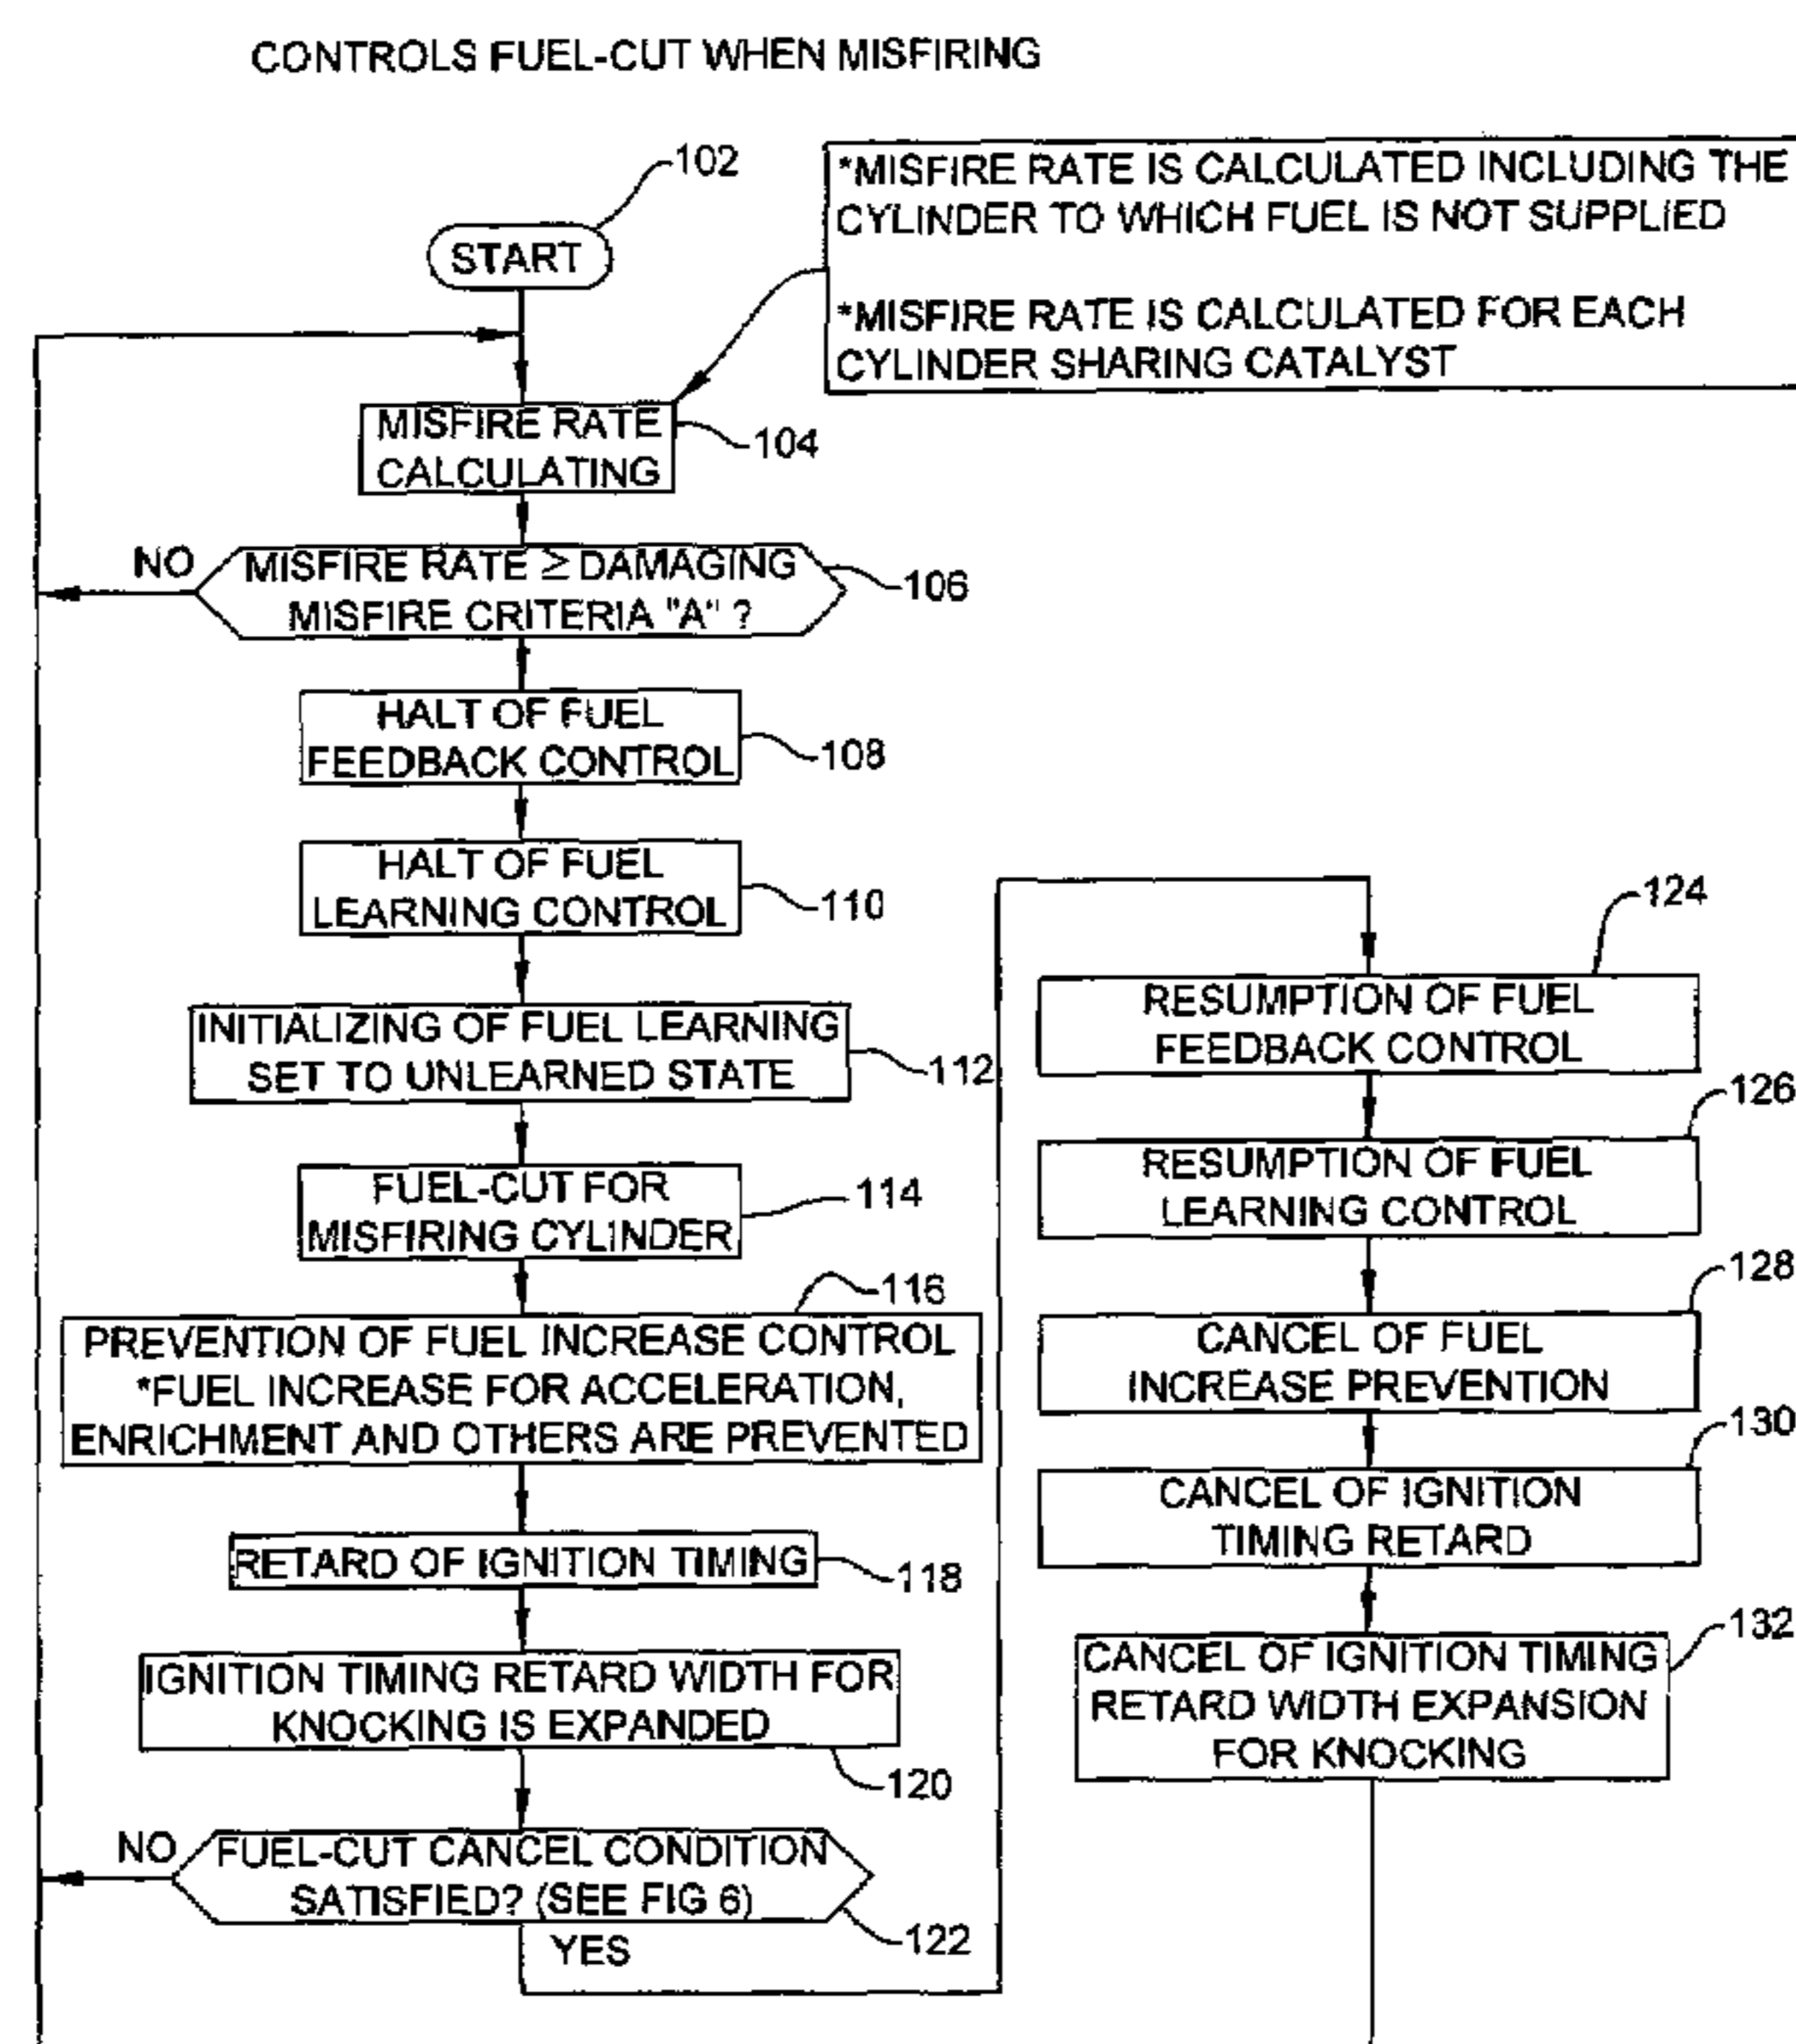 CONTROLS FUEL-CUT WHEN MISFIRING
102
START
*MISFIRE RATE IS CALCULATED INCLUDING THE
CYLINDER TO WHICH FUEL IS NOT SUPPLIED
*MISFIRE RATE IS CALCULATED FOR EACH
CYLINDER SHARING CATALYST
MISFIRE RATE
CALCULATING
104
NO
MISFIRE RATE ≥ DAMAGING
MISFIRE CRITERIA "A" ?
106
HALT OF FUEL
FEEDBACK CONTROL
108
HALT OF FUEL
LEARNING CONTROL
110
INITIALIZING OF FUEL LEARNING
SET TO UNLEARNED STATE
112
FUEL-CUT FOR
MISFIRING CYLINDER
114
116
PREVENTION OF FUEL INCREASE CONTROL
*FUEL INCREASE FOR ACCELERATION,
ENRICHMENT AND OTHERS ARE PREVENTED
RETARD OF IGNITION TIMING
118
IGNITION TIMING RETARD WIDTH FOR
KNOCKING IS EXPANDED
120
NO
FUEL-CUT CANCEL CONDITION
SATISFIED? (SEE FIG 6)
122
YES
124
RESUMPTION OF FUEL
FEEDBACK CONTROL
126
RESUMPTION OF FUEL
LEARNING CONTROL
128
CANCEL OF FUEL
INCREASE PREVENTION
130
CANCEL OF IGNITION
TIMING RETARD
132
CANCEL OF IGNITION TIMING
RETARD WIDTH EXPANSION
FOR KNOCKING